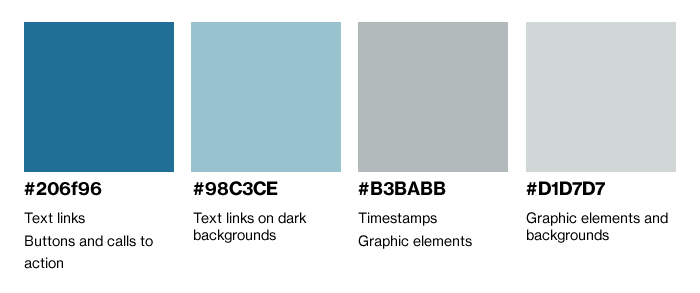 #206f96
Text links
Buttons and calls to
action
#98C3CE
Text links on dark
backgrounds
#B3BABB
Timestamps
Graphic elements
#D1D7D7
Graphic elements and
backgrounds